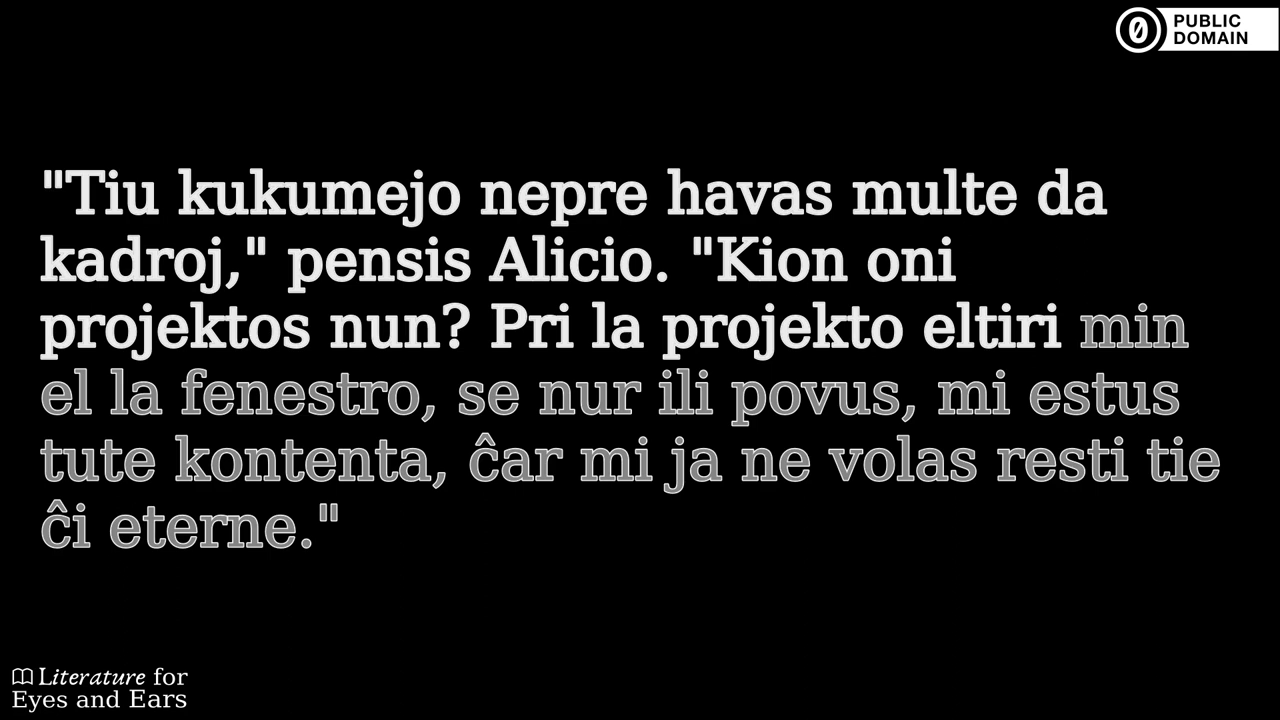 PUBLIC
DOMAIN
"Tiu kukumejo nepre havas multe da
kadroj," pensis Alicio. "Kion oni
projektos nun? Pri la projekto eltiri min
el la fenestro, se nur ili povus, mi estus
tute kontenta, ĉar mi ja ne volas resti tie
ĉi eterne."
Literature for
Eyes and Ears